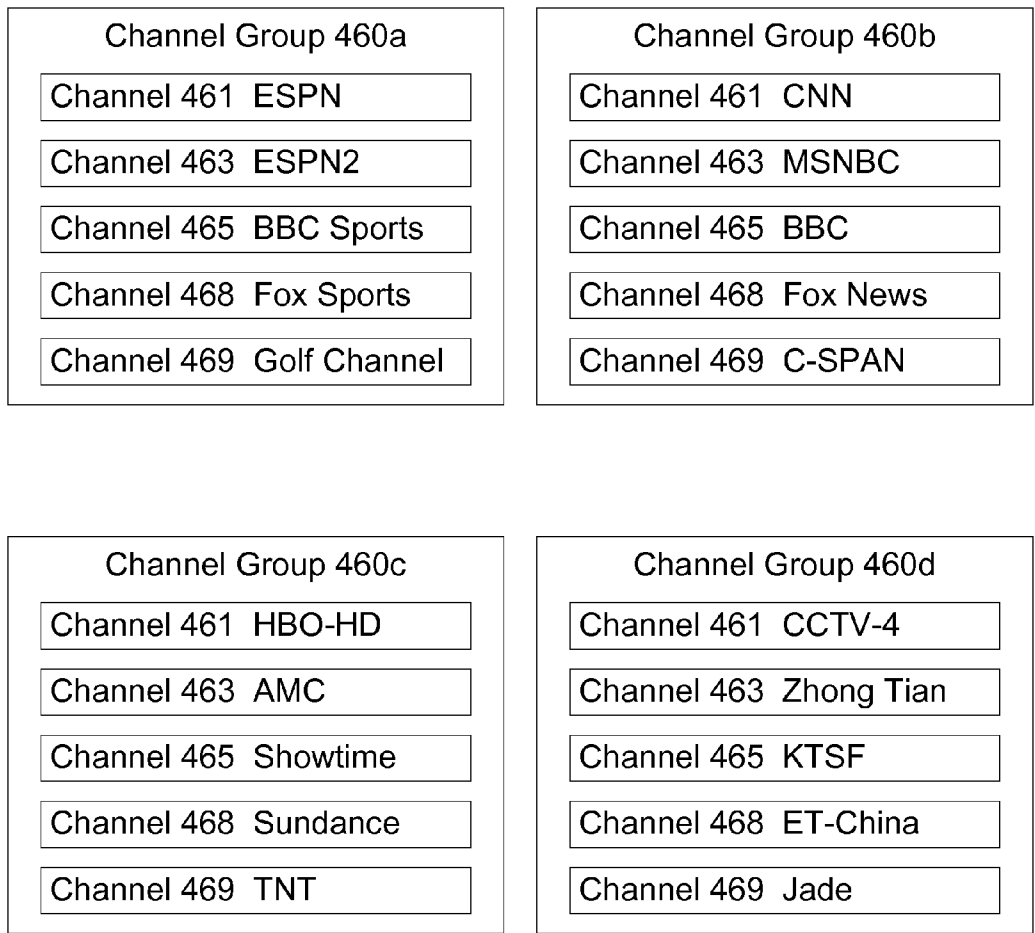 Channel Group 460a
Channel 461 ESPN
Channel 463 ESPN2
Channel 465 BBC Sports
Channel 468 Fox Sports
Channel 469 Golf Channel
Channel Group 460b
Channel 461 CNN
Channel 463 MSNBC
Channel 465 BBC
Channel 468 Fox News
Channel 469 C-SPAN
Channel Group 460c
Channel 461 HBO-HD
Channel 463 AMC
Channel 465 Showtime
Channel 468 Sundance
Channel 469 TNT
Channel Group 460d
Channel 461 CCTV-4
Channel 463 Zhong Tian
Channel 465 KTSF
Channel 468 ET-China
Channel 469 Jade